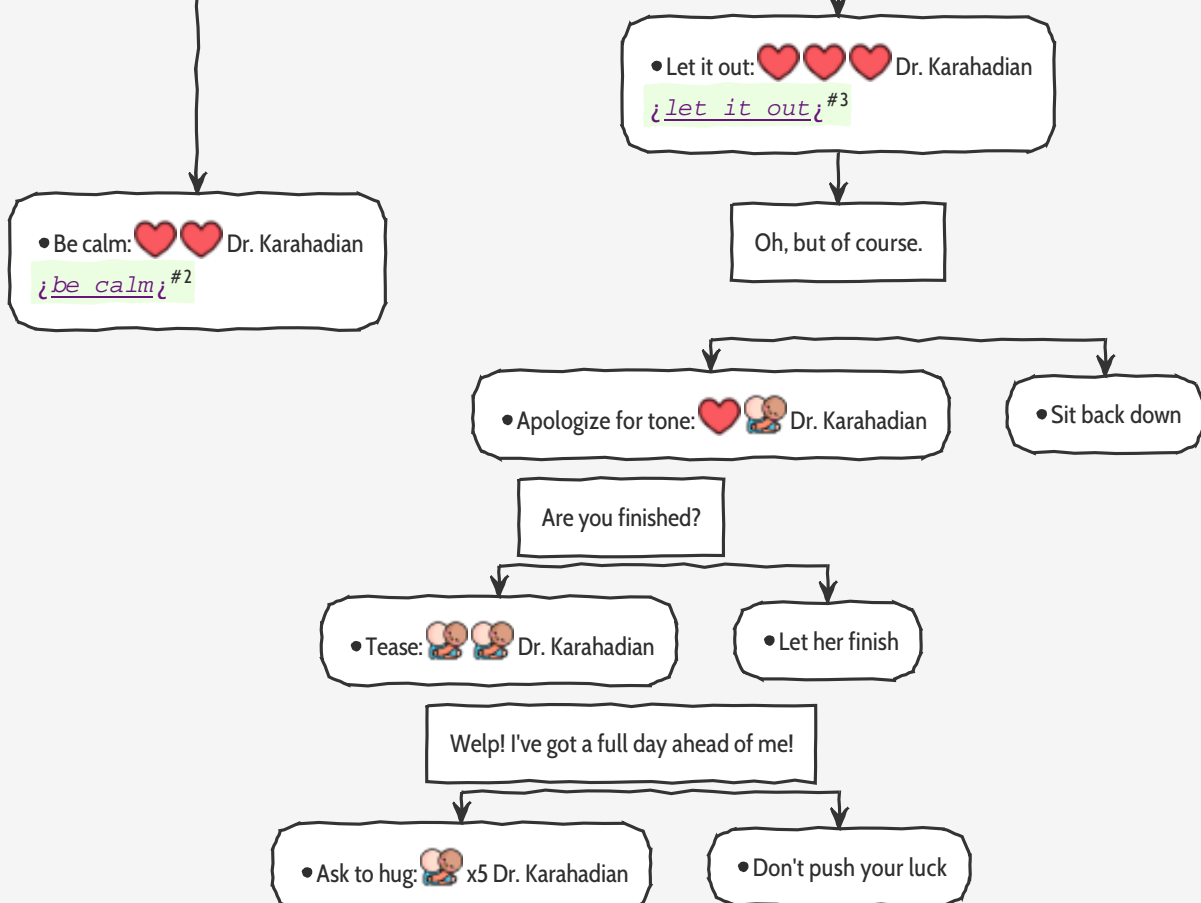 •Let it out: Dr. Karahadian
¿let it out¿#3
•Be calm: Dr. Karahadian
¿be calm¿#2
Oh, but of course.
•Apologize for tone: Dr. Karahadian
•Sit back down
Are you finished?
•Tease: Dr. Karahadian
•Let her finish
Welp! I've got a full day ahead of me!
•Ask to hug: x5 Dr. Karahadian
•Don't push your luck